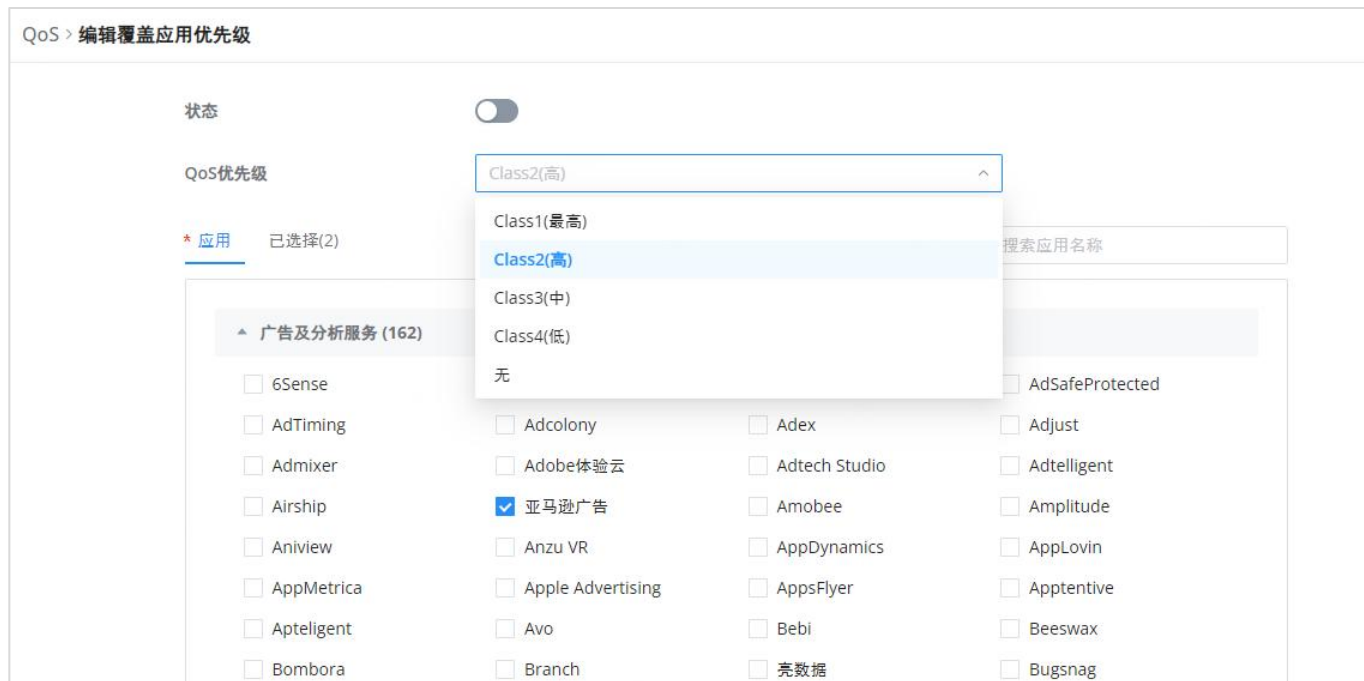 QoS > 编辑覆盖应用优先级
状态
QoS优先级
Class2(高)
Class1(最高)
Class2(高)
Class3(中)
Class4(低)
无
* 应用 已选择(2)
搜索应用名称
广告及分析服务 (162)
6Sense AdSafeProtected
AdTiming Adcolony Adex Adjust
Admixer Adobe体验云 Adtech Studio Adtelligent
Airship 亚马逊广告 Amobee Amplitude
Aniview Anzu VR AppDynamics AppLovin
AppMetrica Apple Advertising AppsFlyer Apptentive
Apteligent Avo Bebi Beeswax
Bombora Branch 亮数据 Bugsnag